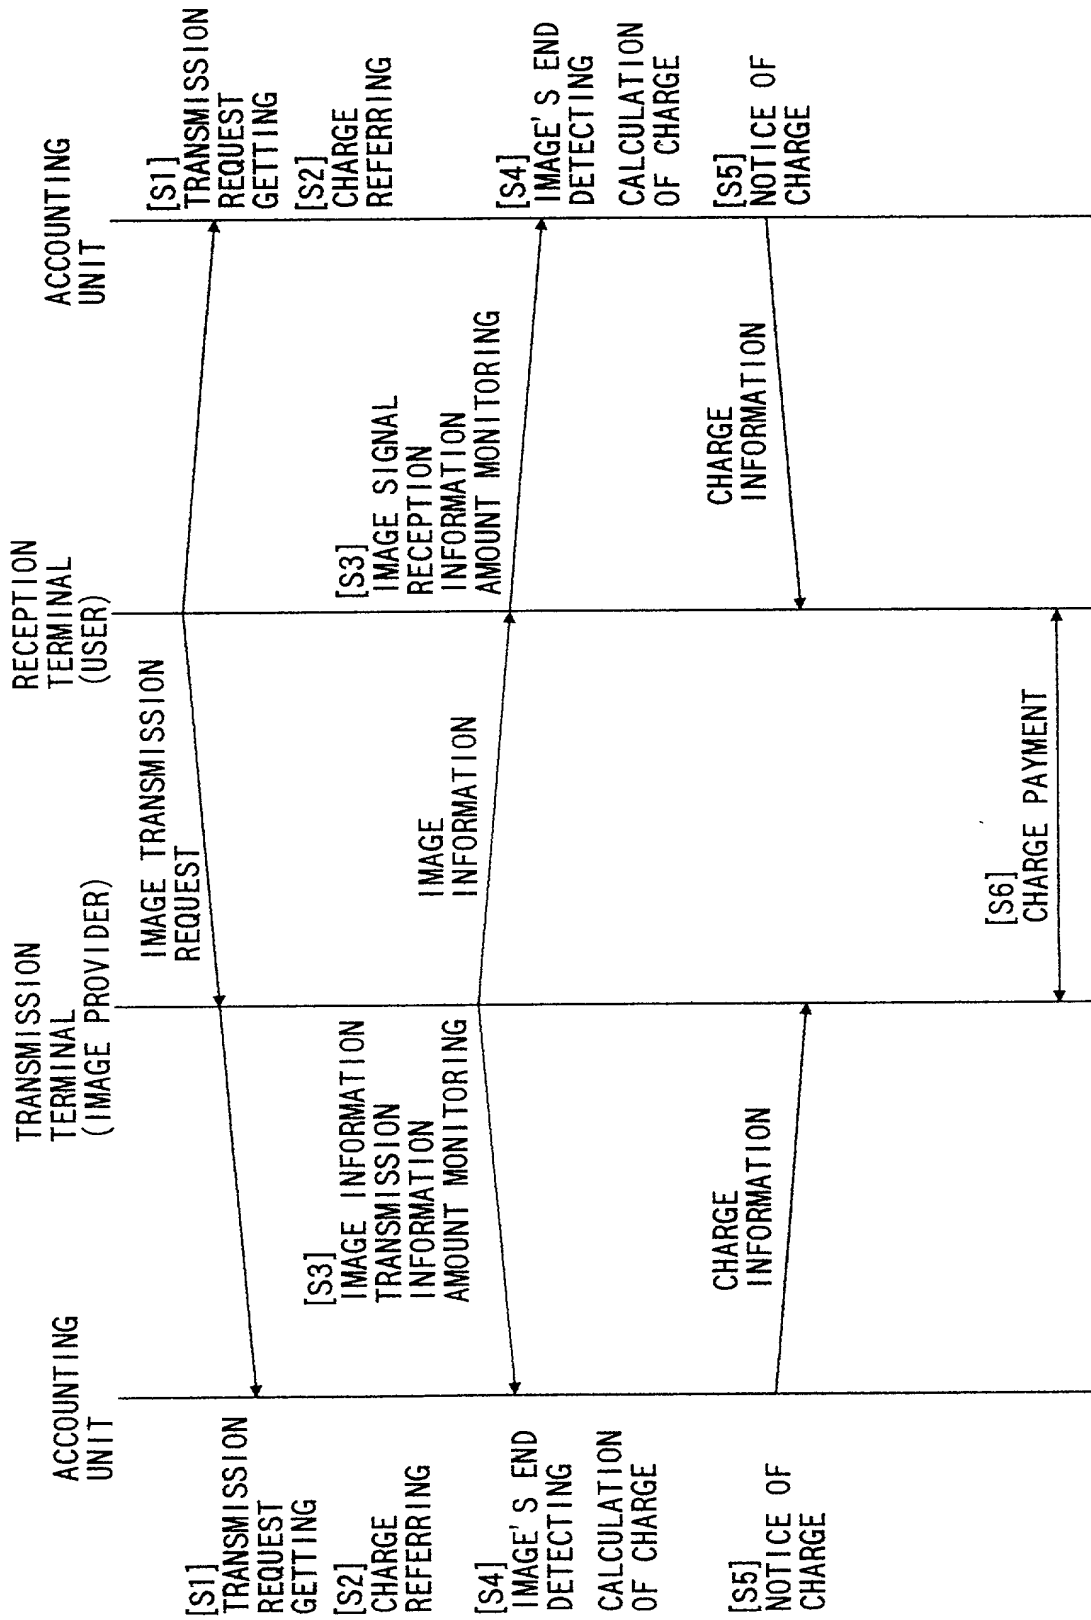 ACCOUNTING
UNIT
TRANSMISSION
TERMINAL
(IMAGE PROVIDER)
RECEPTION
TERMINAL
(USER)
ACCOUNTING
UNIT
[S1]
TRANSMISSION
REQUEST
GETTING
[S2]
CHARGE
REFERRING
[S4]
IMAGE'S END
DETECTING
CALCULATION
OF CHARGE
[S5]
NOTICE OF
CHARGE
[S3]
IMAGE INFORMATION
TRANSMISSION
INFORMATION
AMOUNT MONITORING
CHARGE
INFORMATION
IMAGE TRANSMISSION
REQUEST
IMAGE
INFORMATION
[S6]
CHARGE PAYMENT
[S3]
IMAGE SIGNAL
RECEPTION
INFORMATION
AMOUNT MONITORING
CHARGE
INFORMATION
[S1]
TRANSMISSION
REQUEST
GETTING
[S2]
CHARGE
REFERRING
[S4]
IMAGE'S END
DETECTING
CALCULATION
OF CHARGE
[S5]
NOTICE OF
CHARGE